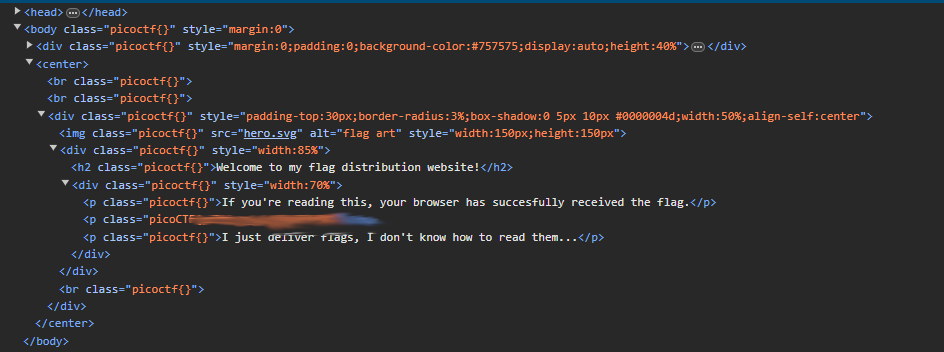 <head> … </head>
<body class="picoctf{}" style="margin:0">
<div class="picoctf{}" style="margin:0;padding:0;background-color:#757575;display:auto;height:40%"> … </div>
<center>
<br class="picoctf{}">
<br class="picoctf{}">
<div class="picoctf{}" style="padding-top:30px;border-radius:3%;box-shadow:0 5px 10px #0000004d;width:50%;align-self:center">
<img class="picoctf{}" src="hero.svg" alt="flag art" style="width:150px;height:150px">
<div class="picoctf{}" style="width:85%">
<h2 class="picoctf{}">Welcome to my flag distribution website!</h2>
<div class="picoctf{}" style="width:70%">
<p class="picoctf{}">If you're reading this, your browser has succesfully received the flag.</p>
<p class="picoCTF
<p class="picoctf{}">I just deliver flags, I don't know how to read them...</p>
</div>
</div>
<br class="picoctf{}">
</div>
</center>
</body>